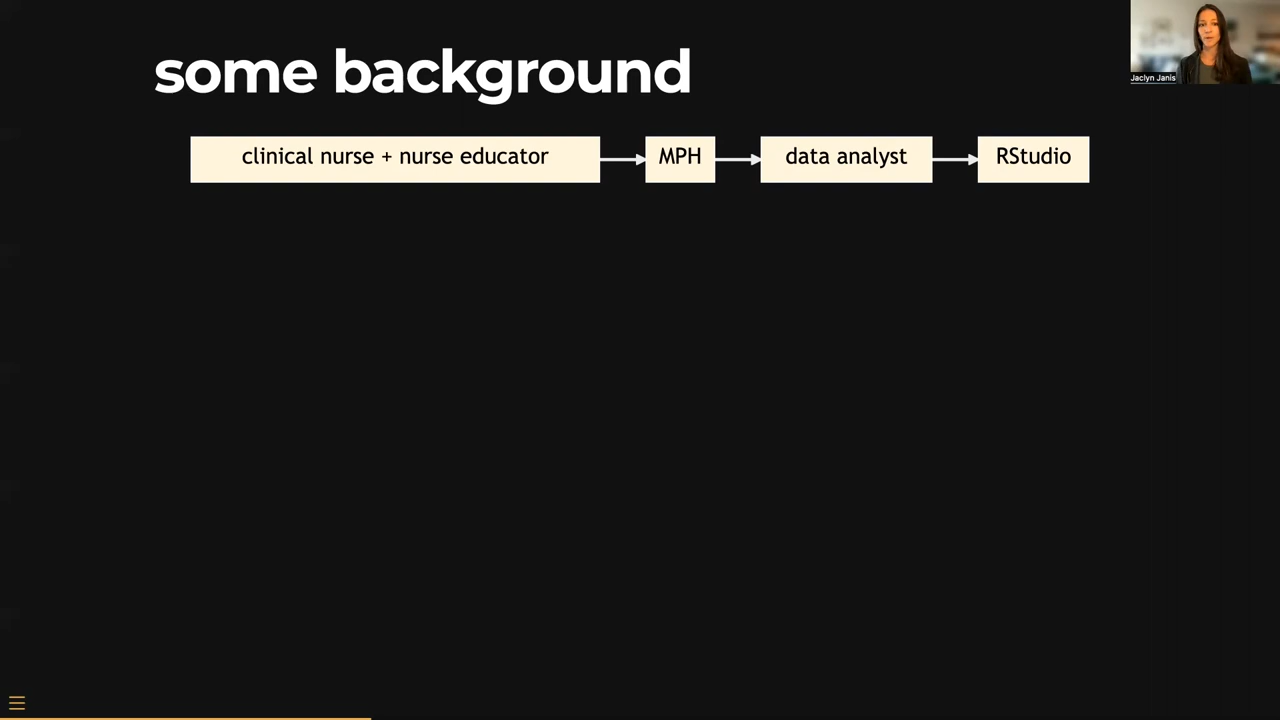 some background
Jaclyn Janis
clinical nurse + nurse educator
MPH
data analyst
RStudio